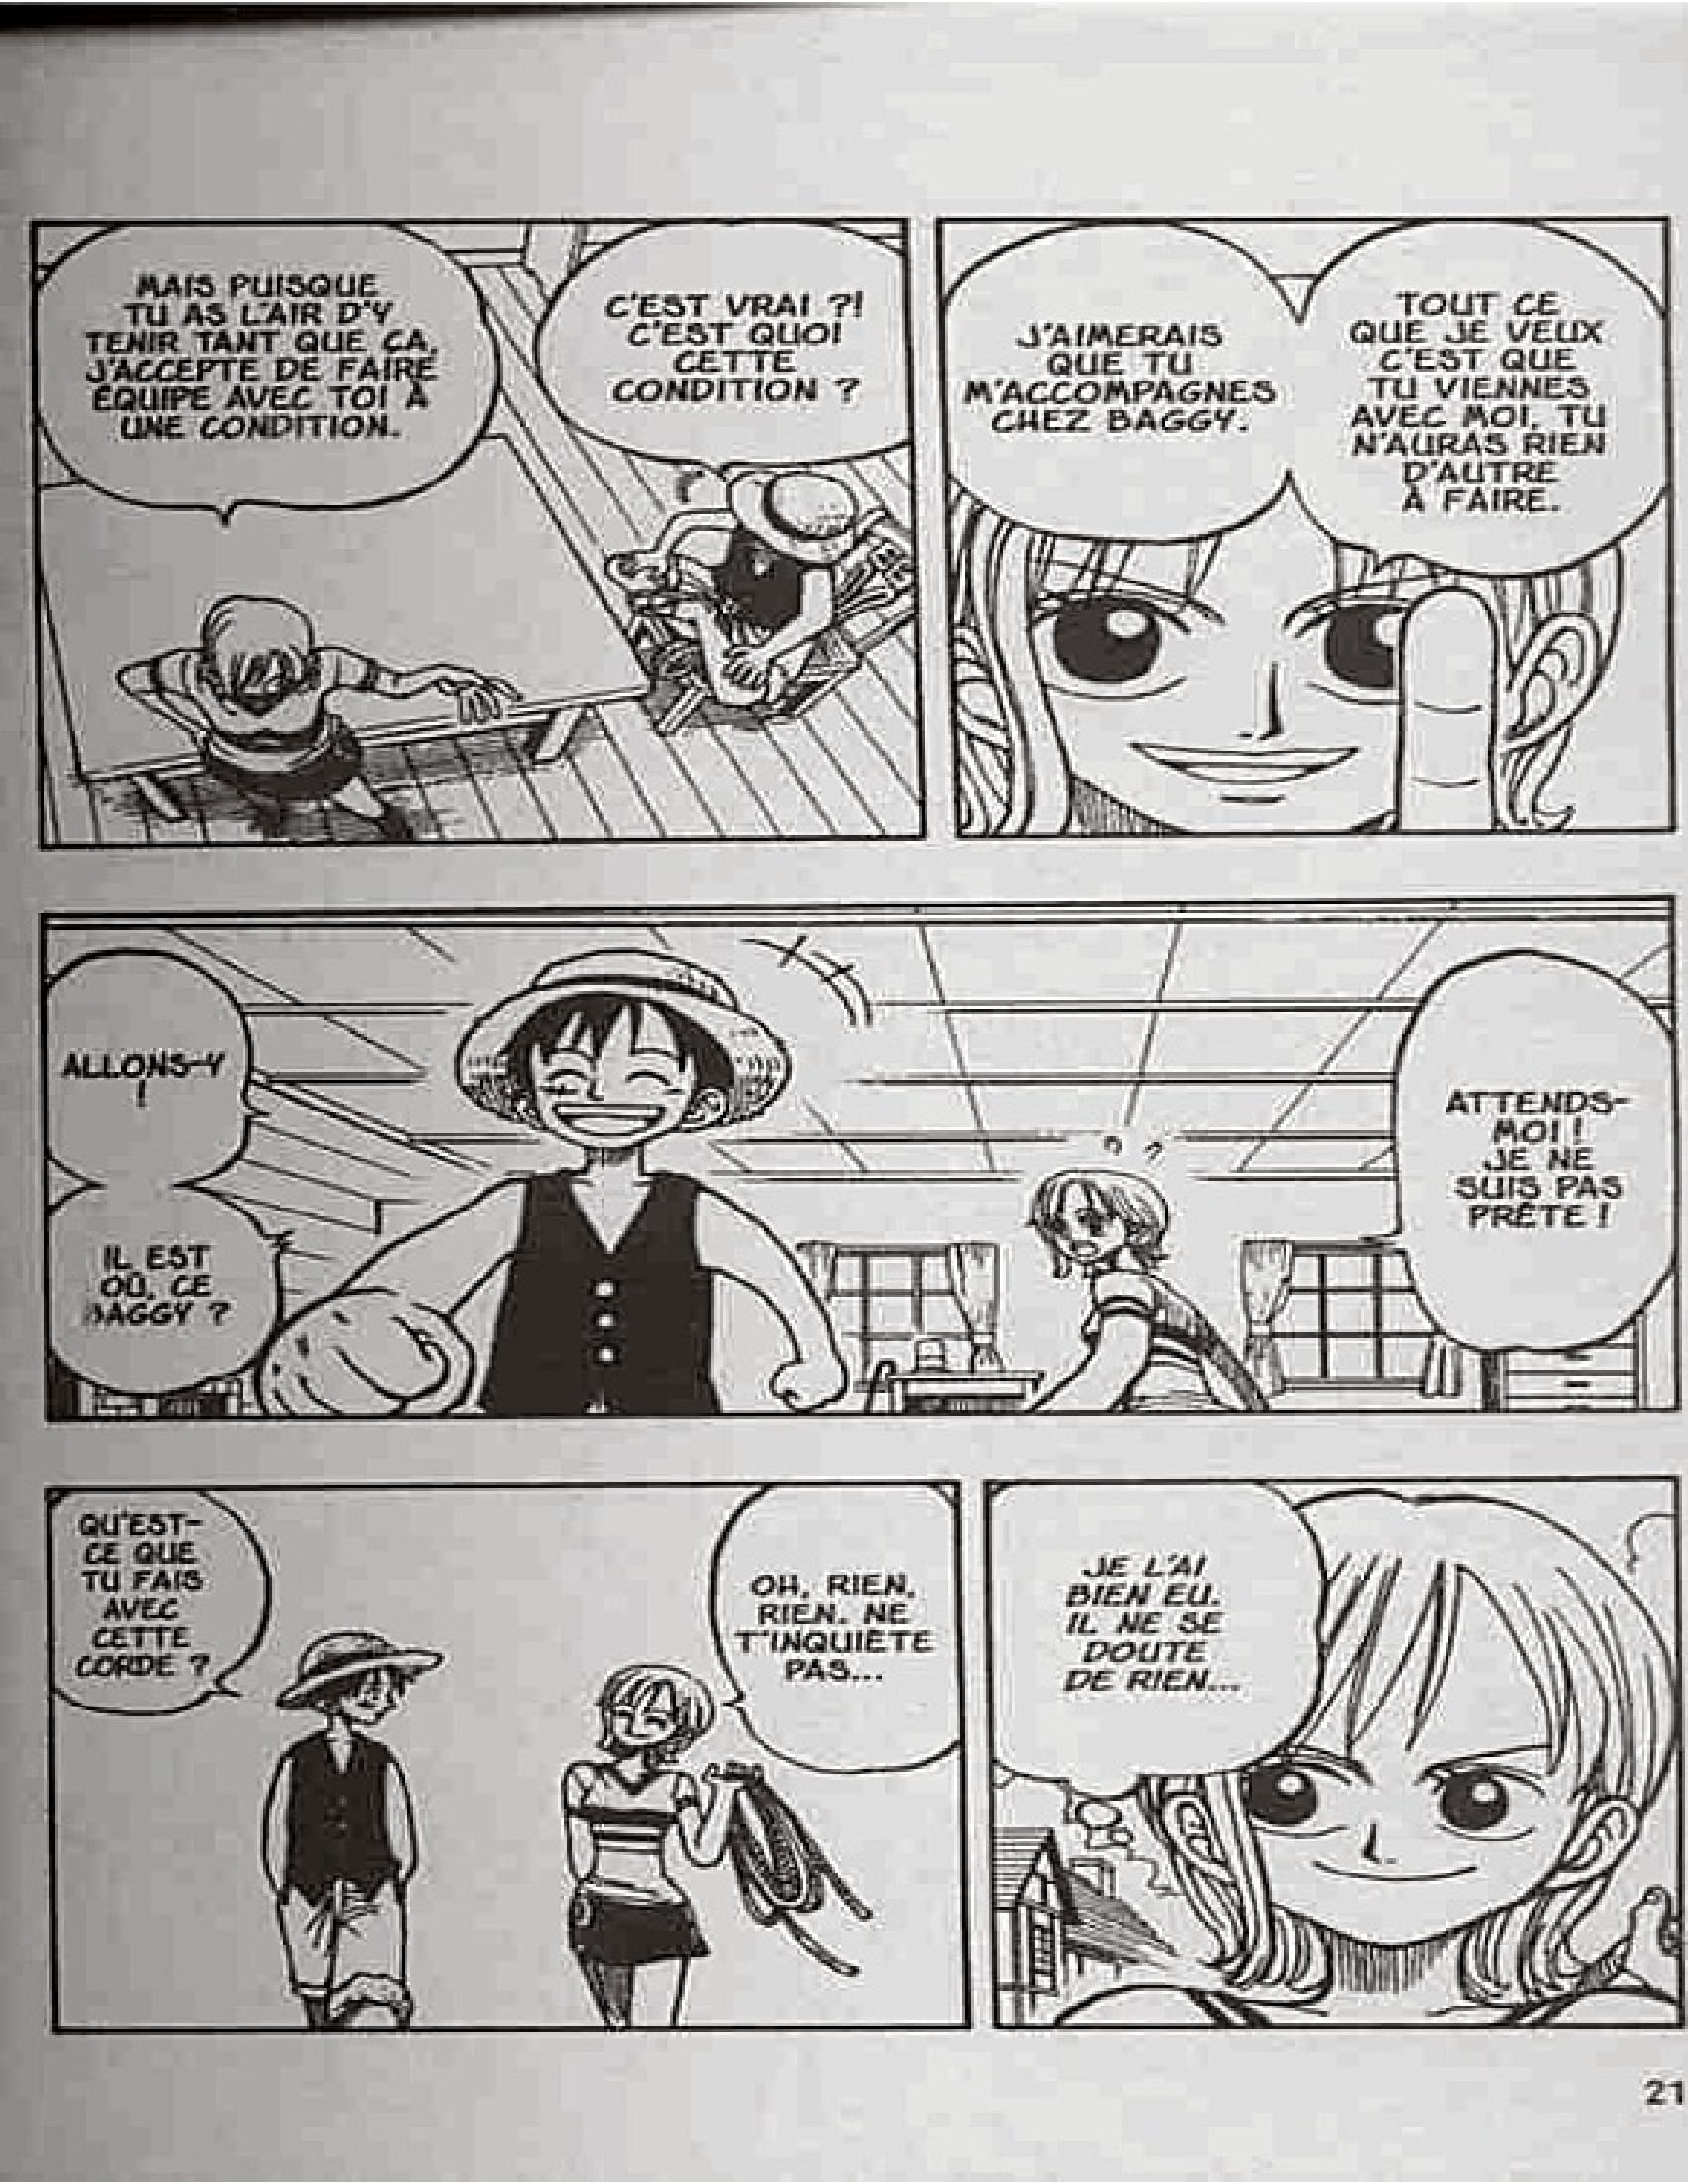 MAIS PUISQUE
TU AS L'AIR D'Y
TENIR TANT QUE ÇA,
J'ACCEPTE DE FAIRE
ÉQUIPE AVEC TOI À
UNE CONDITION.
C'EST VRAI ?!
C'EST QUOI
CETTE
CONDITION ?
J'AIMERAIS
QUE TU
M'ACCOMPAGNES
CHEZ BAGGY.
TOUT CE
QUE JE VEUX
C'EST QUE
TU VIENNES
AVEC MOI. TU
N'AURAS RIEN
D'AUTRE
À FAIRE.
ALLONS-Y
!
IL EST
OÙ, CE
BAGGY ?
ATTENDS-
MOI !
JE NE
SUIS PAS
PRÊTE !
QU'EST-
CE QUE
TU FAIS
AVEC
CETTE
CORDE ?
OH, RIEN,
RIEN. NE
T'INQUIÈTE
PAS...
JE L'AI
BIEN EU.
IL NE SE
DOUTE
DE RIEN...
21